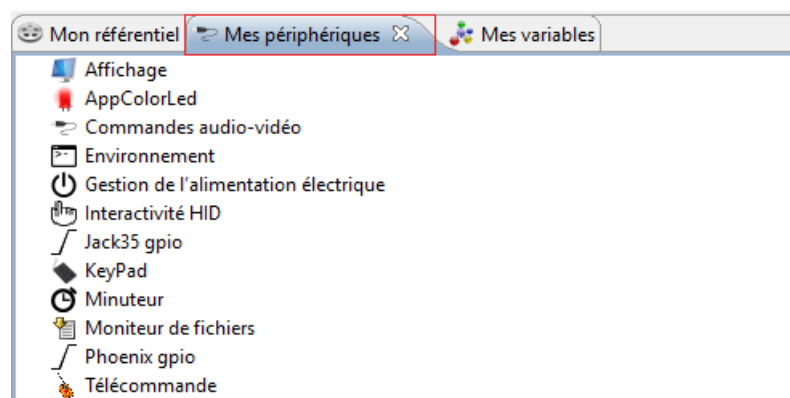 Mon référentiel Mes périphériques Mes variables
Affichage
AppColorLed
Commandes audio-vidéo
Environnement
Gestion de l'alimentation électrique
Interactivité HID
Jack35 gpio
KeyPad
Minuteur
Moniteur de fichiers
Phoenix gpio
Télécommande